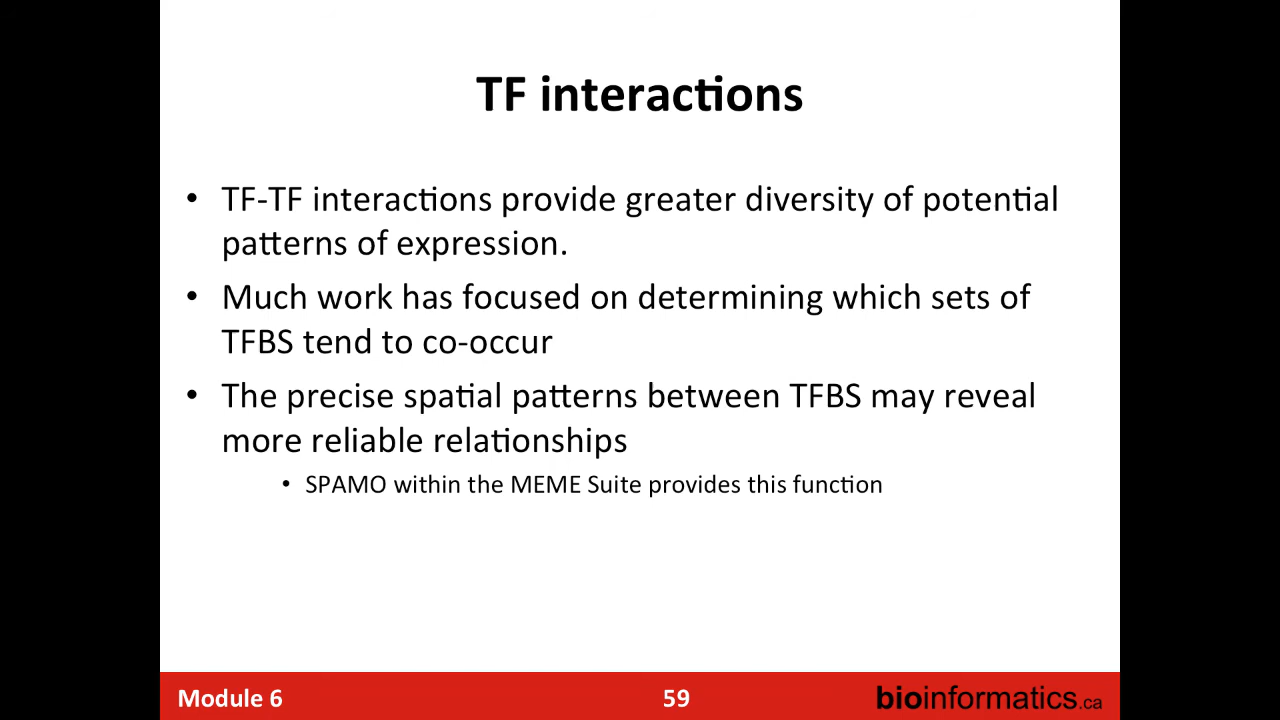 TF interactions
• TF-TF interactions provide greater diversity of potential
patterns of expression.
• Much work has focused on determining which sets of
TFBS tend to co-occur
• The precise spatial patterns between TFBS may reveal
more reliable relationships
• SPAMO within the MEME Suite provides this function
Module 6
59
bioinformatics.ca